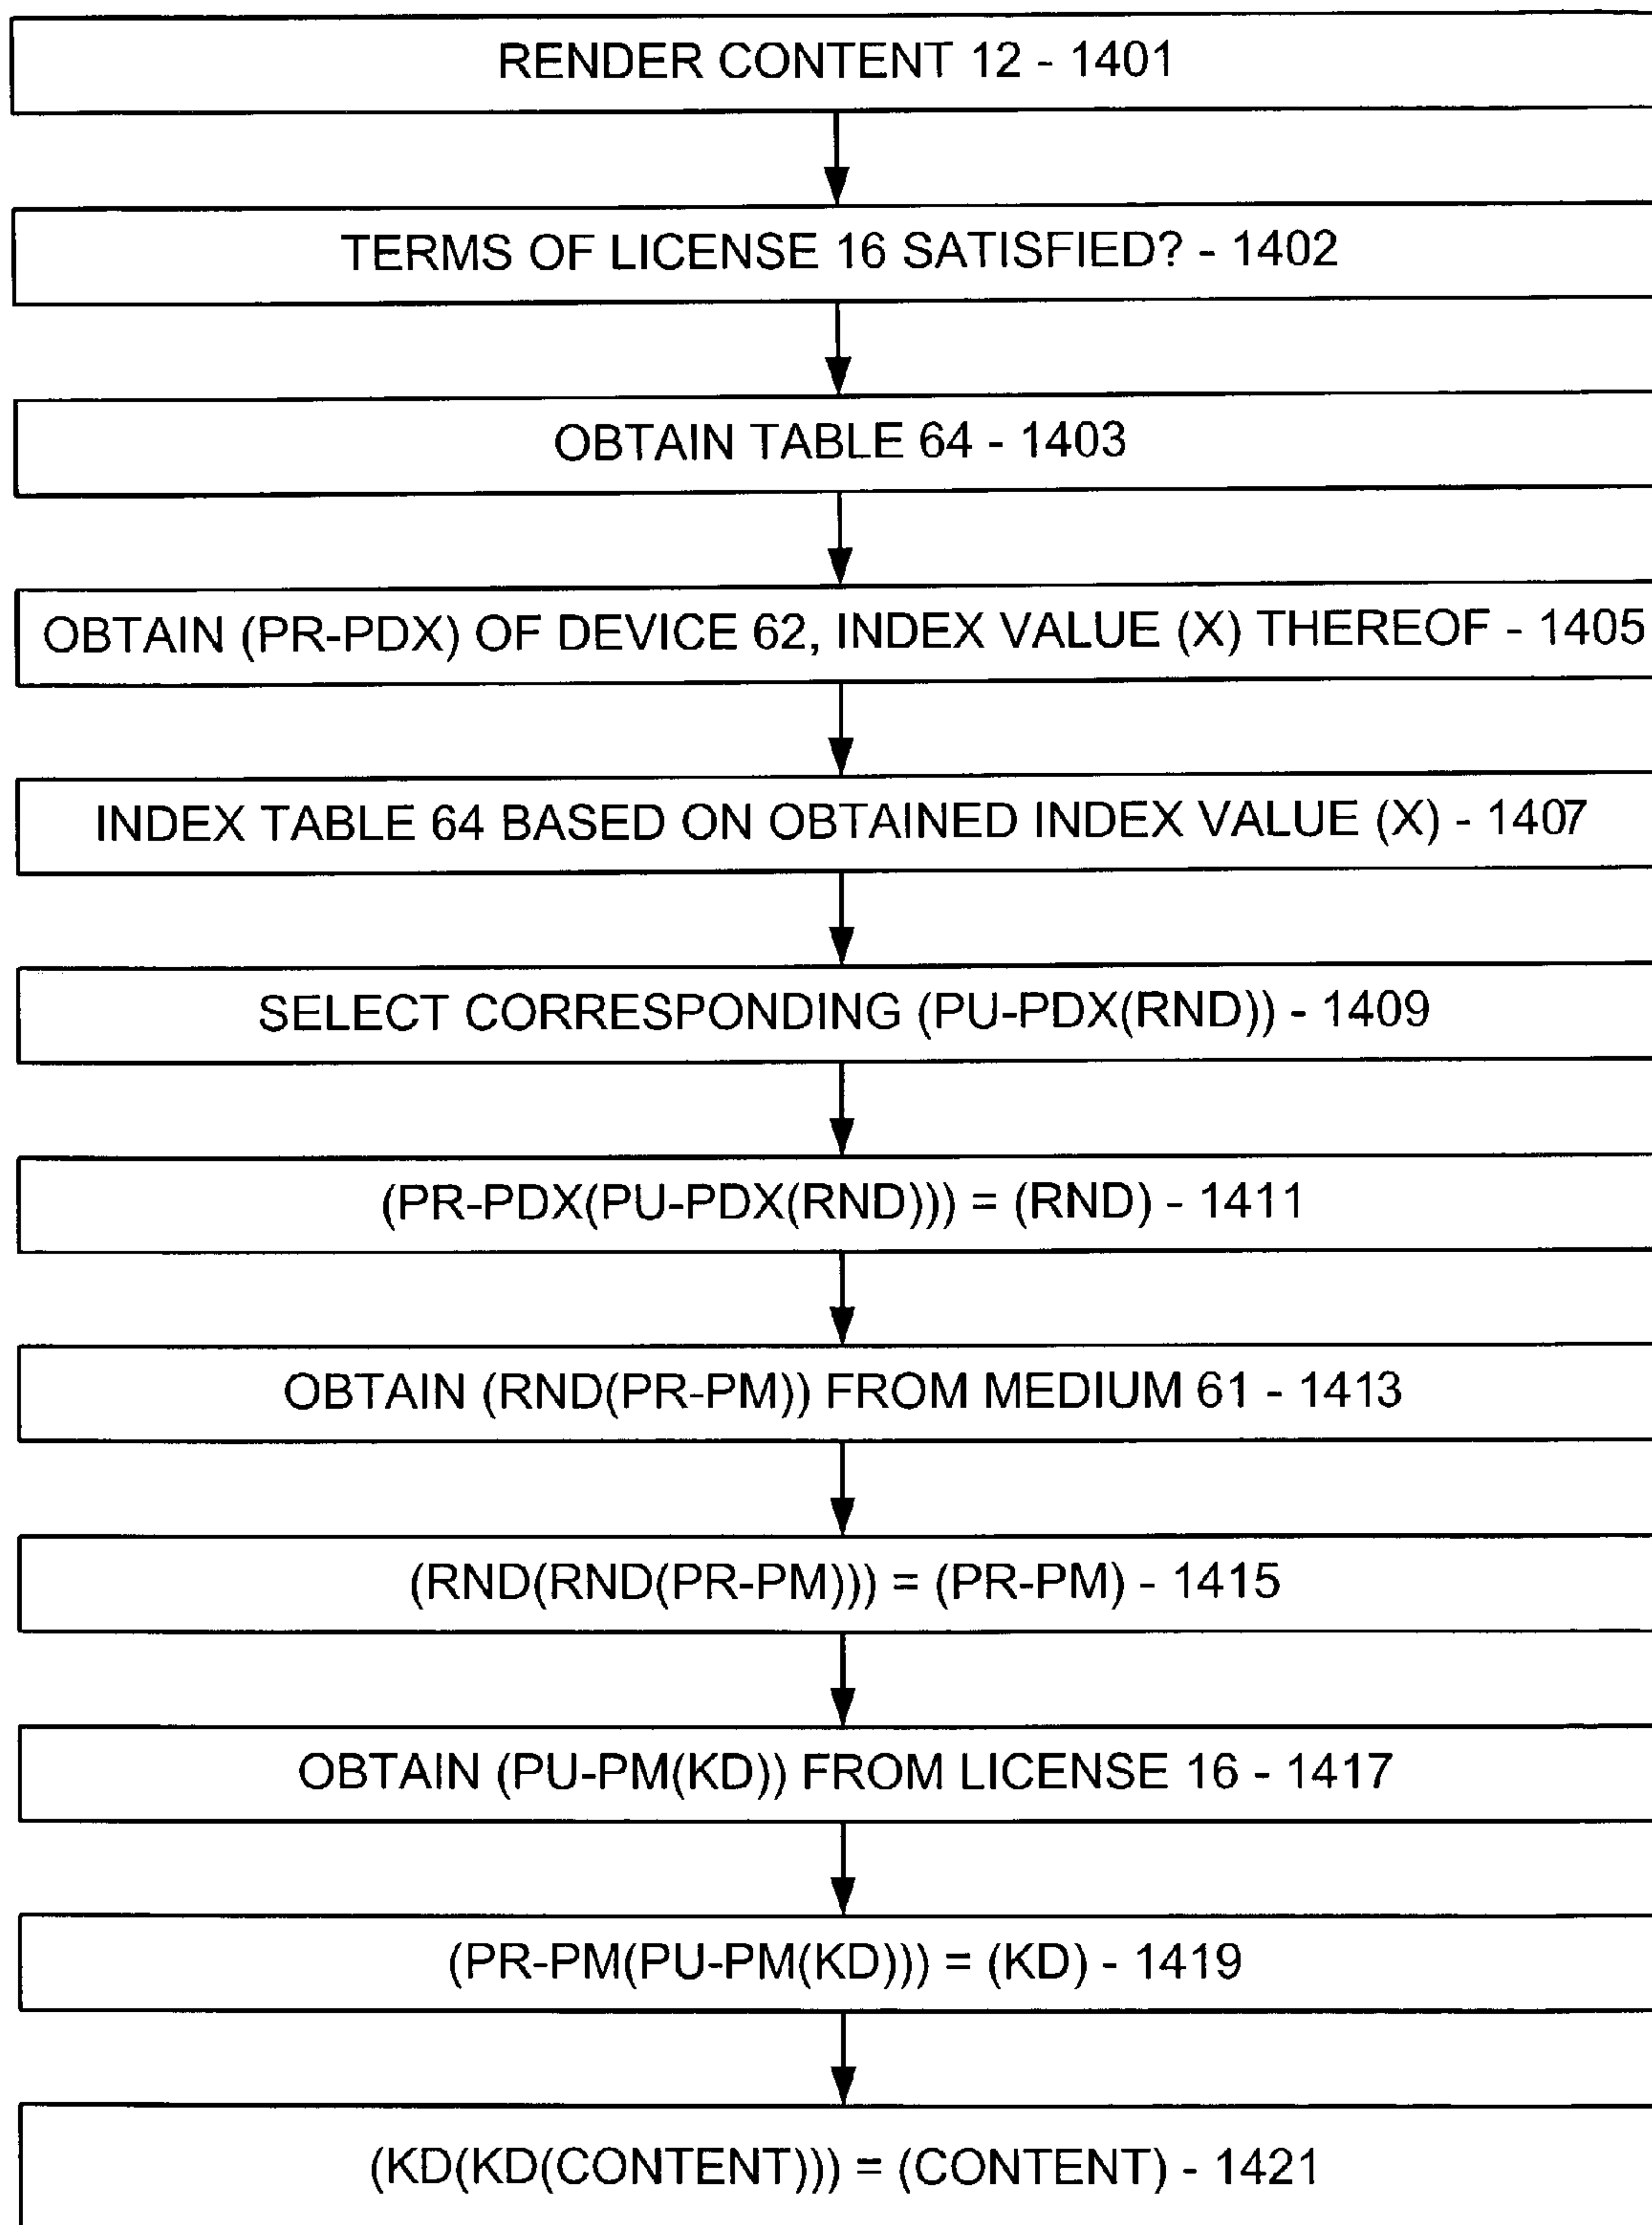 RENDER CONTENT 12 - 1401
TERMS OF LICENSE 16 SATISFIED? - 1402
OBTAIN TABLE 64 - 1403
OBTAIN (PR-PDX) OF DEVICE 62, INDEX VALUE (X) THEREOF - 1405
INDEX TABLE 64 BASED ON OBTAINED INDEX VALUE (X) - 1407
SELECT CORRESPONDING (PU-PDX(RND)) - 1409
(PR-PDX(PU-PDX(RND))) = (RND) - 1411
OBTAIN (RND(PR-PM)) FROM MEDIUM 61 - 1413
(RND(RND(PR-PM))) = (PR-PM) - 1415
OBTAIN (PU-PM(KD)) FROM LICENSE 16 - 1417
(PR-PM(PU-PM(KD))) = (KD) - 1419
(KD(KD(CONTENT))) = (CONTENT) - 1421